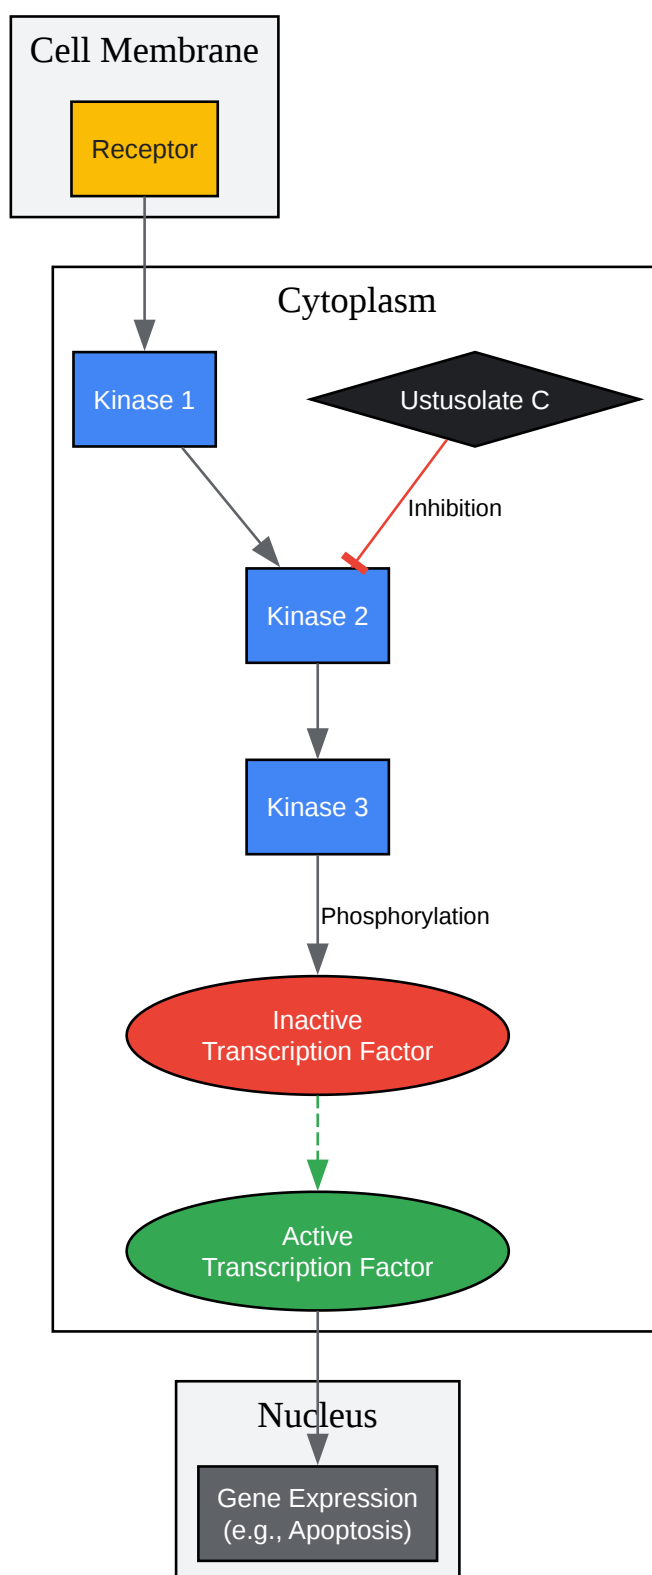 Cell Membrane
Receptor
Cytoplasm
Kinase 1
Ustusolate C
Inhibition
Kinase 2
Kinase 3
Phosphorylation
Inactive
Transcription Factor
Active
Transcription Factor
Nucleus
Gene Expression
(e.g., Apoptosis)